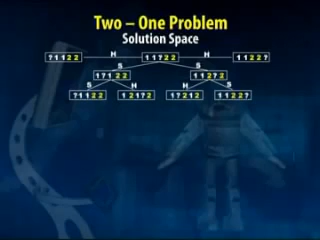 Two – One Problem
Solution Space
H H
? 1 1 2 2 1 1 ? 2 2 1 1 2 2 ?
S S
1 ? 1 2 2 1 1 2 ? 2
S H H S
? 1 1 2 2 1 2 1 ? 2 1 ? 2 1 2 1 1 2 2 ?